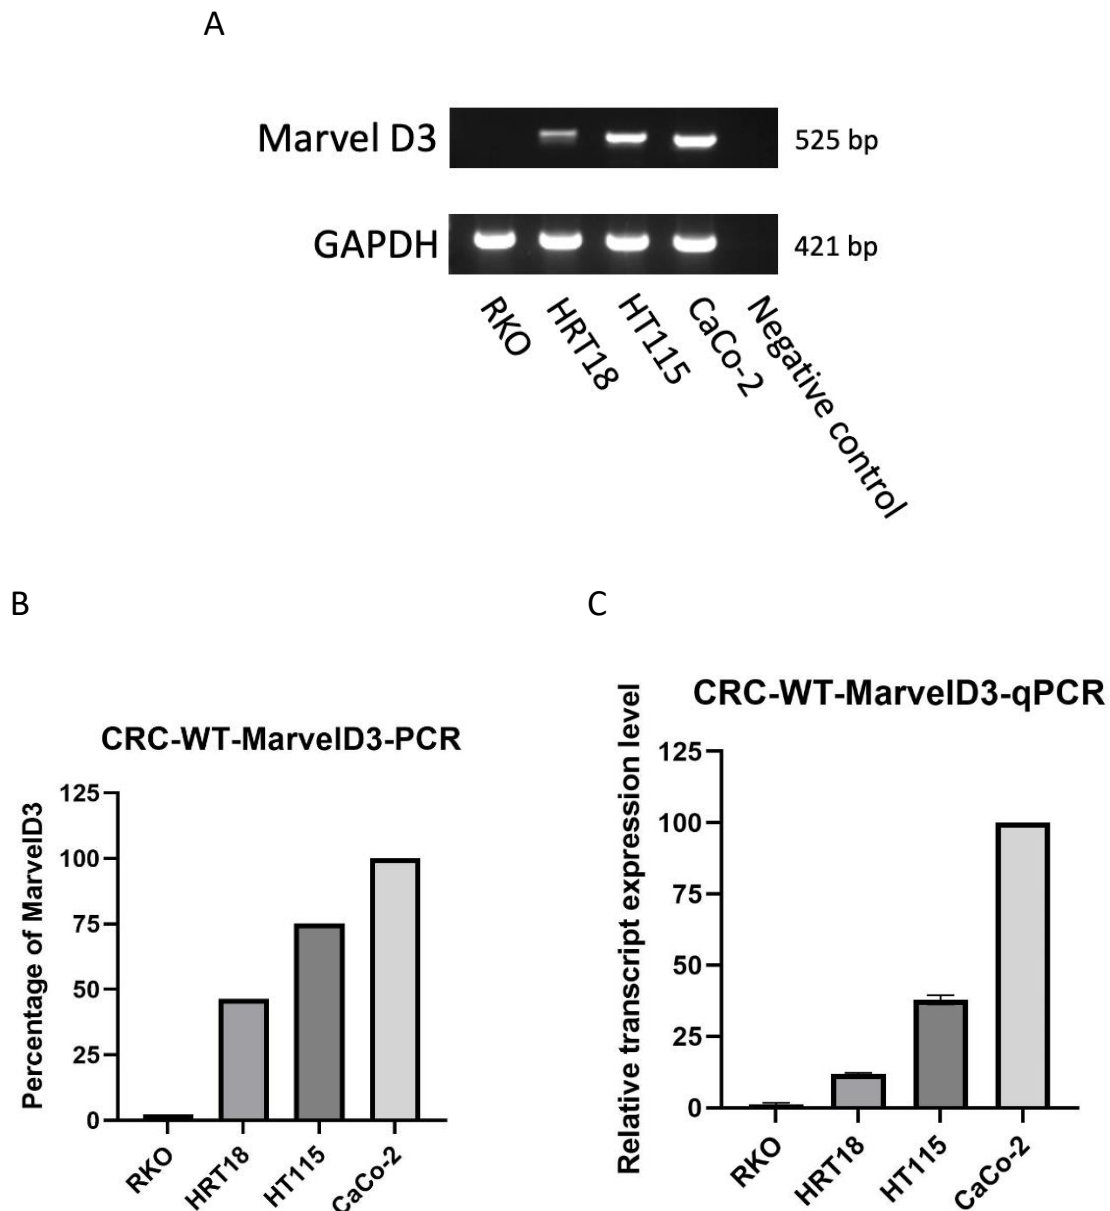 A
Marvel D3
525 bp
GAPDH
421 bp
RKO
HRT18
HT115
CaCo-2
Negative control
B
CRC-WT-MarvelD3-PCR
Percentage of MarvelD3
125
100
75
50
25
0
RKO
HRT18
HT115
CaCo-2
C
CRC-WT-MarvelD3-qPCR
Relative transcript expression level
125
100
75
50
25
0
RKO
HRT18
HT115
CaCo-2